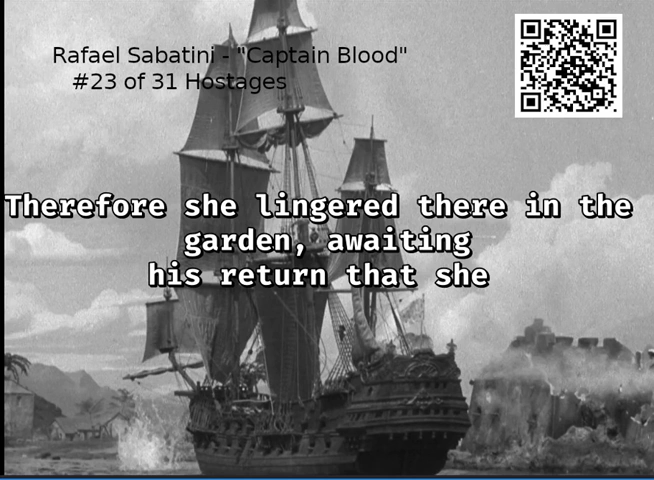 Rafael Sabatini - "Captain Blood"
#23 of 31 Hostages
Therefore she lingered there in the
garden, awaiting
his return that she